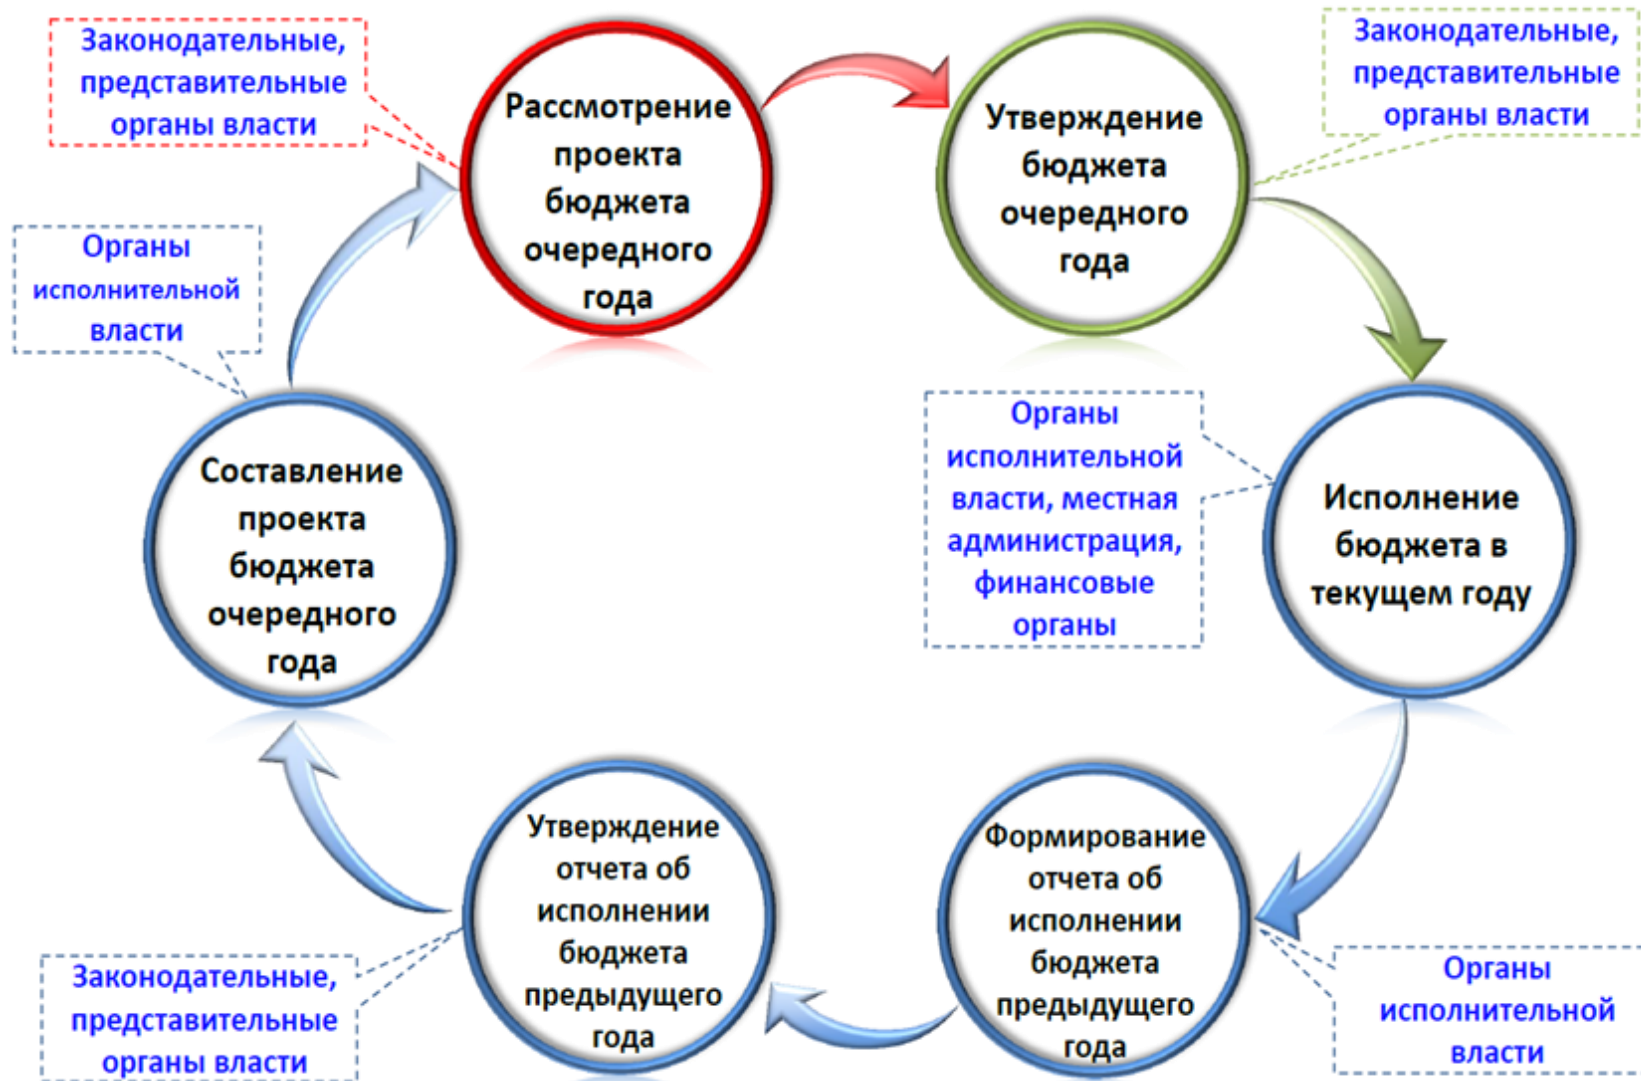 Законодательные,
представительные
органы власти
Рассмотрение
проекта
бюджета
очередного
года
Утверждение
бюджета
очередного
года
Законодательные,
представительные
органы власти
Органы
исполнительной
власти
Составление
проекта
бюджета
очередного
года
Органы
исполнительной
власти, местная
администрация,
финансовые
органы
Исполнение
бюджета в
текущем году
Утверждение
отчета об
исполнении
бюджета
предыдущего
года
Формирование
отчета об
исполнении
бюджета
предыдущего
года
Законодательные,
представительные
органы власти
Органы
исполнительной
власти